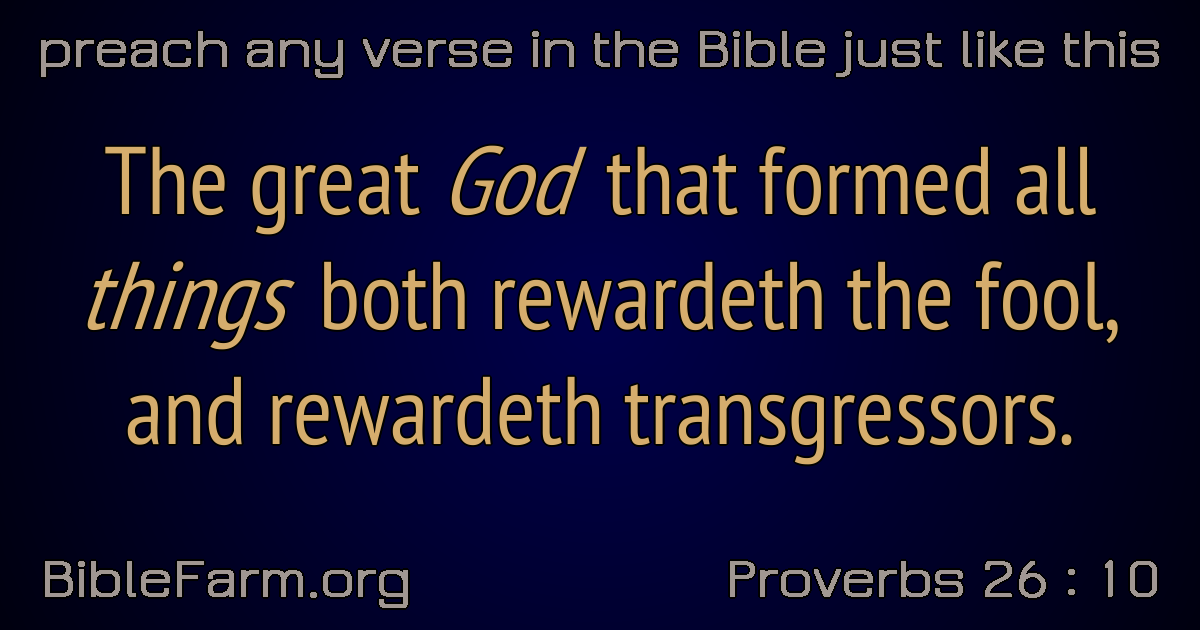 preach any verse in the Bible just like this
The great God that formed all
things both rewardeth the fool,
and rewardeth transgressors.
BibleFarm.org
Proverbs 26 : 10